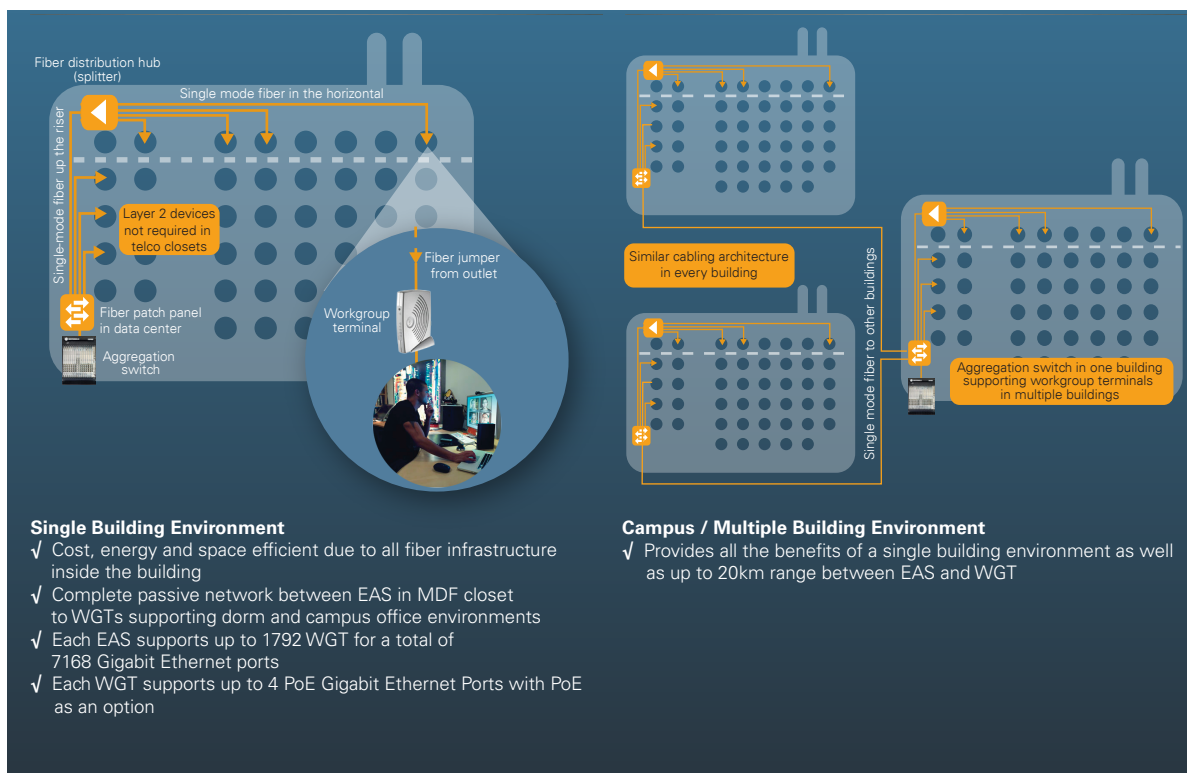 Fiber distribution hub
(splitter)
Single mode fiber in the horizontal
Single-mode fiber up the riser
Layer 2 devices
not required in
telco closets
Fiber jumper
from outlet
Fiber patch panel
in data center
Workgroup
terminal
Aggregation
switch
Similar cabling architecture
in every building
Single mode fiber to other buildings
Aggregation switch in one building
supporting workgroup terminals
in multiple buildings
Single Building Environment
√ Cost, energy and space efficient due to all fiber infrastructure
inside the building
√ Complete passive network between EAS in MDF closet
to WGTs supporting dorm and campus office environments
√ Each EAS supports up to 1792 WGT for a total of
7168 Gigabit Ethernet ports
√ Each WGT supports up to 4 PoE Gigabit Ethernet Ports with PoE
as an option
Campus / Multiple Building Environment
√ Provides all the benefits of a single building environment as well
as up to 20km range between EAS and WGT